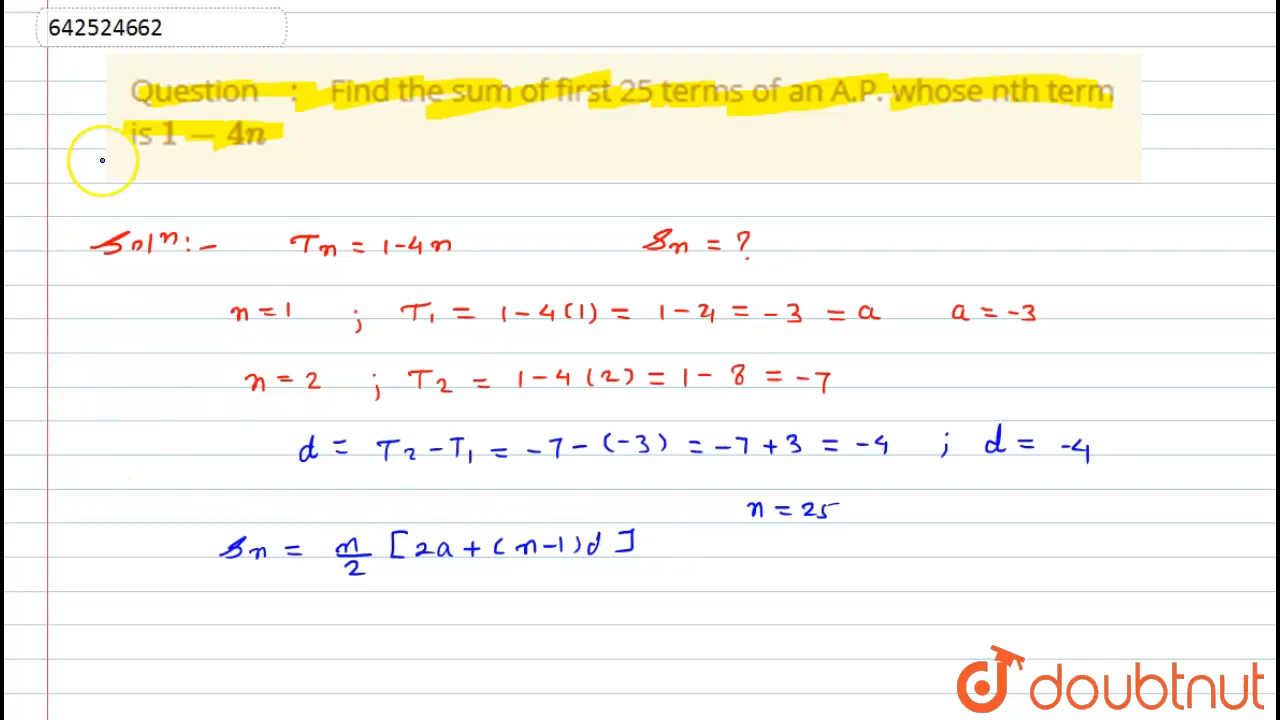 642524662
Question : Find the sum of first 25 terms of an A.P. whose nth term
is 1 − 4n
Solⁿ:- Tn = 1-4n Sn = ?
n=1 ; T1 = 1-4(1) = 1-4 = -3 = a a = -3
n=2 ; T2 = 1-4(2) = 1-8 = -7
d = T2-T1 = -7-(-3) = -7+3 = -4 ; d = -4
n = 25
Sn = n/2 [2a+(n-1)d]
doubtnut